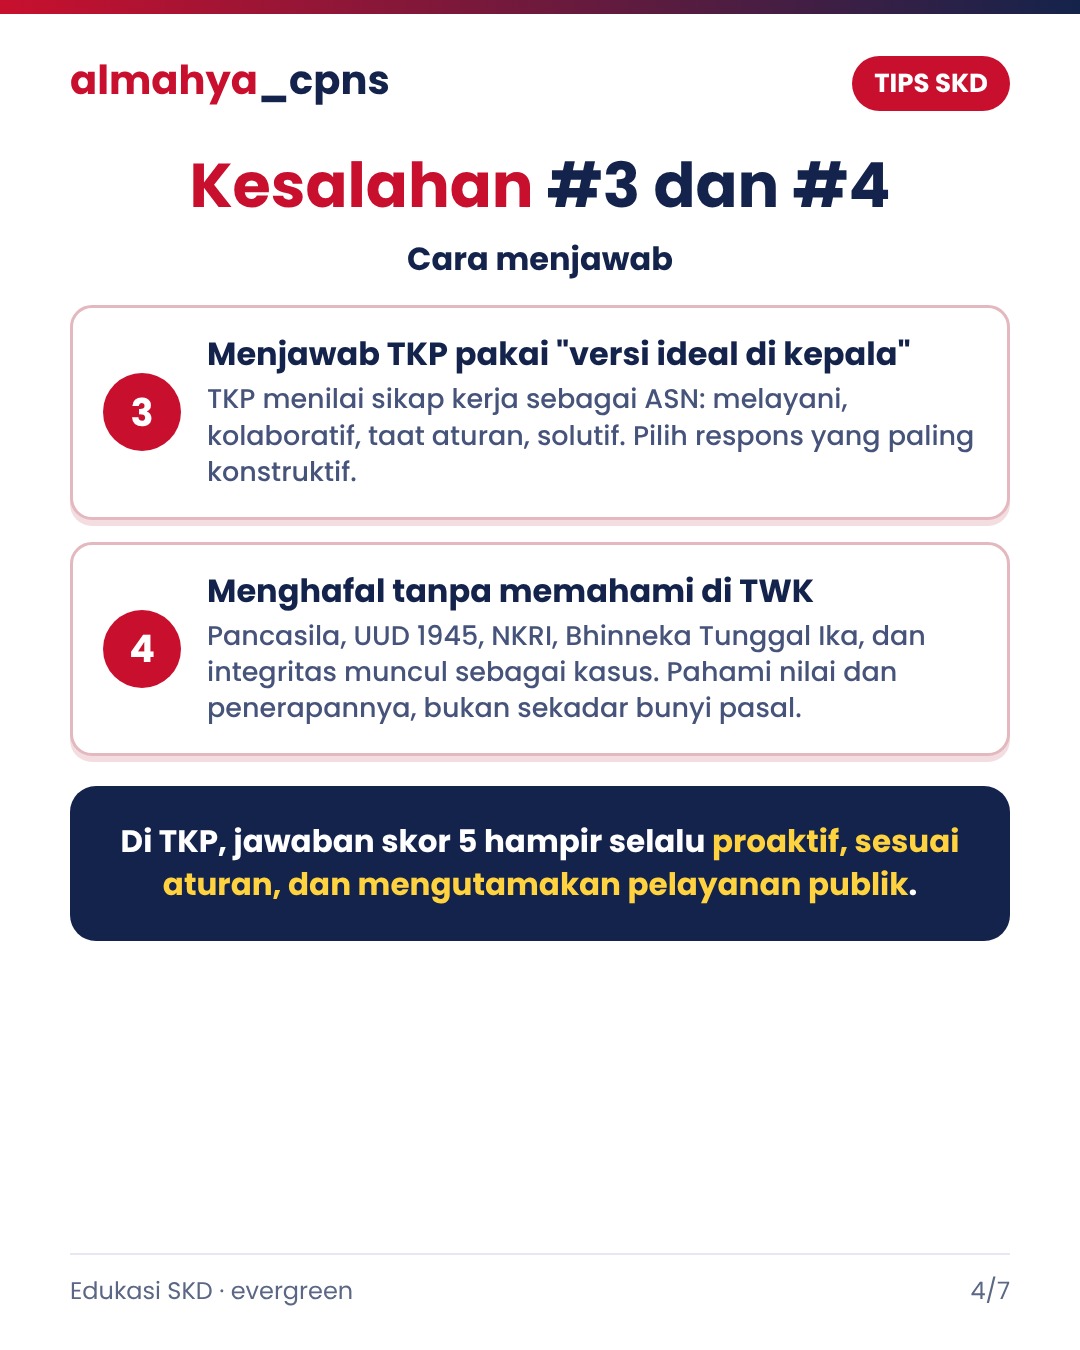 almahya_cpns
TIPS SKD
Kesalahan #3 dan #4
Cara menjawab
3
Menjawab TKP pakai "versi ideal di kepala"
TKP menilai sikap kerja sebagai ASN: melayani,
kolaboratif, taat aturan, solutif. Pilih respons yang paling
konstruktif.
4
Menghafal tanpa memahami di TWK
Pancasila, UUD 1945, NKRI, Bhinneka Tunggal Ika, dan
integritas muncul sebagai kasus. Pahami nilai dan
penerapannya, bukan sekadar bunyi pasal.
Di TKP, jawaban skor 5 hampir selalu proaktif, sesuai
aturan, dan mengutamakan pelayanan publik.
Edukasi SKD · evergreen
4/7